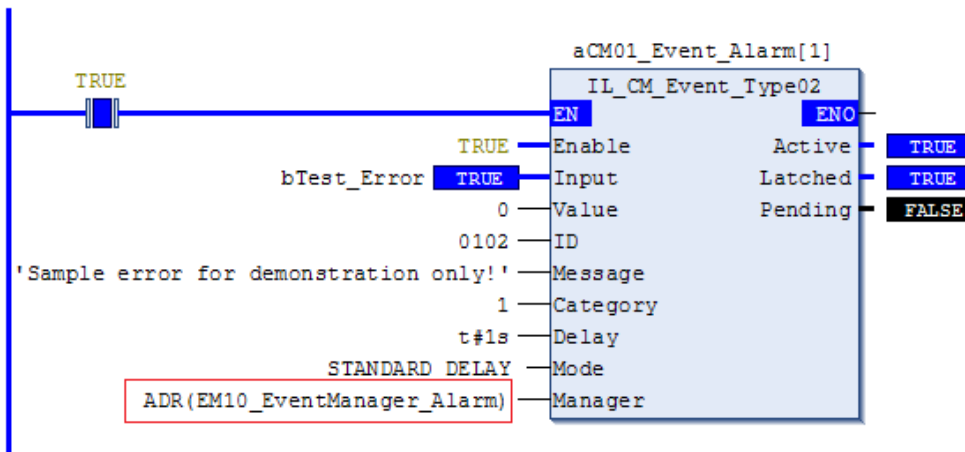 aCM01_Event_Alarm[1]
TRUE
IL_CM_Event_Type02
EN ENO
TRUE Enable Active TRUE
bTest_Error TRUE Input Latched TRUE
0 Value Pending FALSE
0102 ID
'Sample error for demonstration only!' Message
1 Category
t#1s Delay
STANDARD_DELAY Mode
ADR(EM10_EventManager_Alarm) Manager